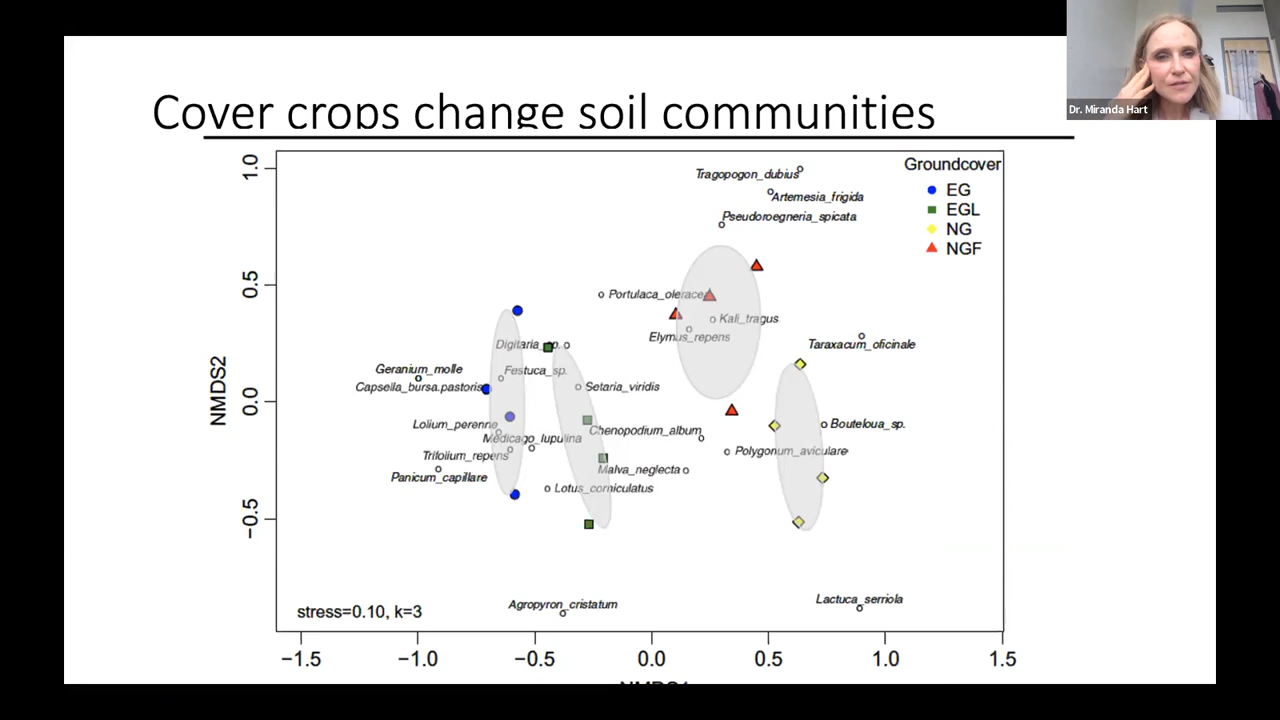 Dr. Miranda Hart
Cover crops change soil communities
Groundcover
EG
EGL
NG
NGF
Tragopogon_dubius
Artemesia_frigida
Pseudoroegneria_spicata
Portulaca_oleracea
Kali_tragus
Elymus_repens
Digitaria_sp.
Taraxacum_oficinale
Geranium_molle
Festuca_sp.
Capsella_bursa.pastoris
Setaria_viridis
Lolium_perenne
Chenopodium_album
Bouteloua_sp.
Medicago_lupulina
Trifolium_repens
Polygonum_aviculare
Malva_neglecta
Panicum_capillare
Lotus_corniculatus
Agropyron_cristatum
Lactuca_serriola
stress=0.10, k=3
NMDS2
1.0
0.5
0.0
−0.5
−1.5 −1.0 −0.5 0.0 0.5 1.0 1.5